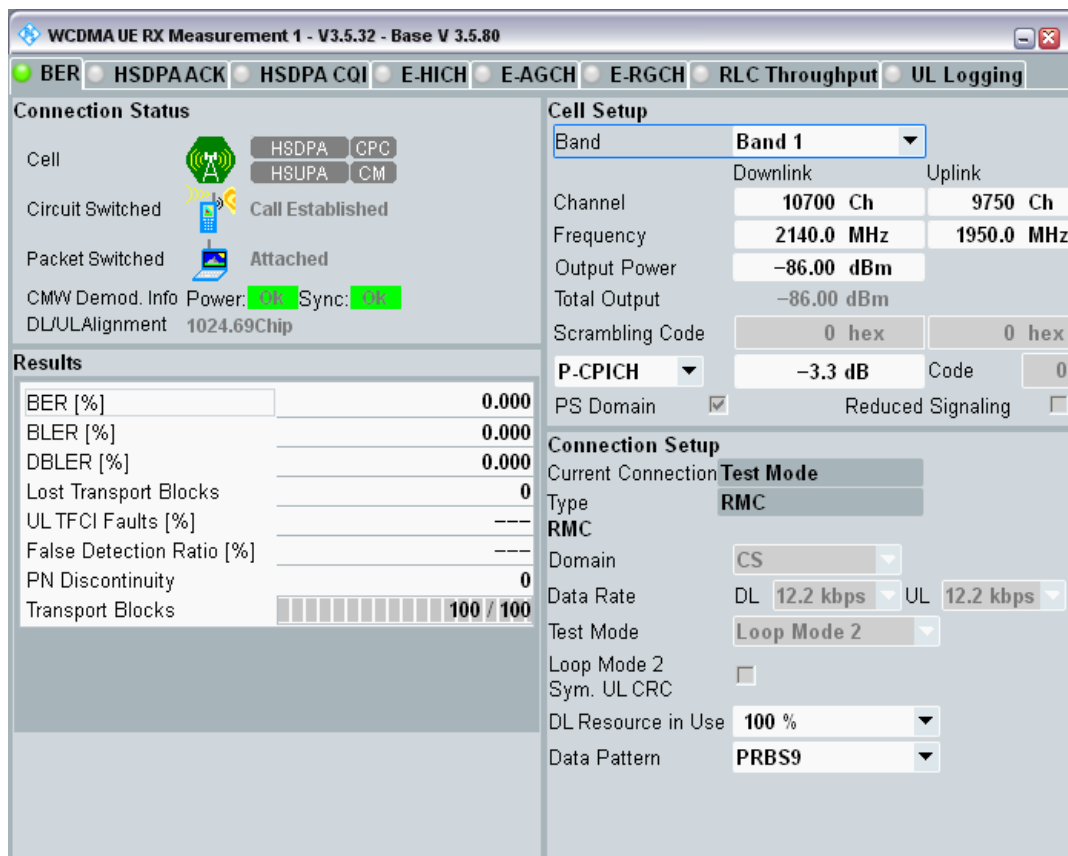 WCDMA UE RX Measurement 1 - V3.5.32 - Base V 3.5.80
BER HSDPA ACK HSDPA CQI E-HICH E-AGCH E-RGCH RLC Throughput UL Logging
Connection Status
Cell HSDPA CPC
HSUPA CM
Circuit Switched Call Established
Packet Switched Attached
CMW Demod. Info Power: Ok Sync: Ok
DL/UL Alignment 1024.69Chip
Results
BER [%] 0.000
BLER [%] 0.000
DBLER [%] 0.000
Lost Transport Blocks 0
UL TFCI Faults [%] ---
False Detection Ratio [%] ---
PN Discontinuity 0
Transport Blocks 100 / 100
Cell Setup
Band Band 1
Downlink Uplink
Channel 10700 Ch 9750 Ch
Frequency 2140.0 MHz 1950.0 MHz
Output Power -86.00 dBm
Total Output -86.00 dBm
Scrambling Code 0 hex 0 hex
P-CPICH -3.3 dB Code 0
PS Domain Reduced Signaling
Connection Setup
Current Connection Test Mode
Type RMC
RMC
Domain CS
Data Rate DL 12.2 kbps UL 12.2 kbps
Test Mode Loop Mode 2
Loop Mode 2
Sym. UL CRC
DL Resource in Use 100 %
Data Pattern PRBS9